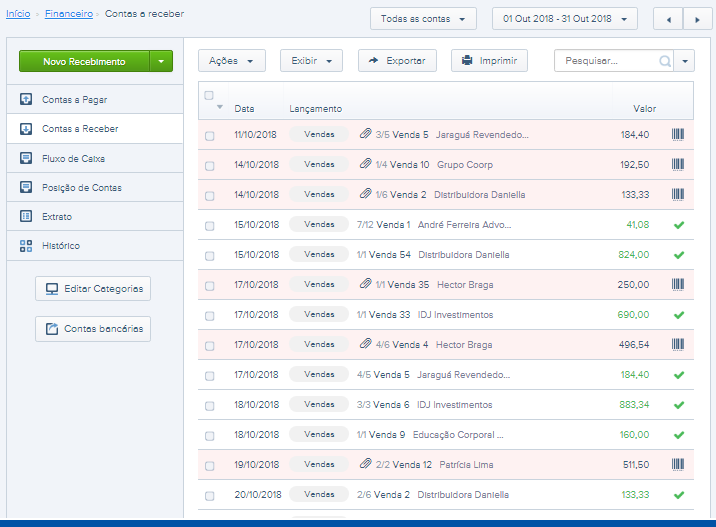 Início › Financeiro › Contas a receber
Todas as contas
01 Out 2018 - 31 Out 2018
Novo Recebimento
Ações
Exibir
Exportar
Imprimir
Pesquisar...
Contas a Pagar
Contas a Receber
Fluxo de Caixa
Posição de Contas
Extrato
Histórico
Editar Categorias
Contas bancárias
Data Lançamento Valor
11/10/2018 Vendas 3/5 Venda 5 Jaraguá Revendedo... 184,40
14/10/2018 Vendas 1/4 Venda 10 Grupo Coorp 192,50
14/10/2018 Vendas 1/6 Venda 2 Distribuidora Daniella 133,33
15/10/2018 Vendas 7/12 Venda 1 André Ferreira Advo... 41,08
15/10/2018 Vendas 1/1 Venda 54 Distribuidora Daniella 824,00
17/10/2018 Vendas 1/1 Venda 35 Hector Braga 250,00
17/10/2018 Vendas 1/1 Venda 33 IDJ Investimentos 690,00
17/10/2018 Vendas 4/6 Venda 4 Hector Braga 496,54
17/10/2018 Vendas 4/5 Venda 5 Jaraguá Revendedo... 184,40
18/10/2018 Vendas 3/3 Venda 6 IDJ Investimentos 883,34
18/10/2018 Vendas 1/1 Venda 9 Educação Corporal ... 160,00
19/10/2018 Vendas 2/2 Venda 12 Patrícia Lima 511,50
20/10/2018 Vendas 2/6 Venda 2 Distribuidora Daniella 133,33